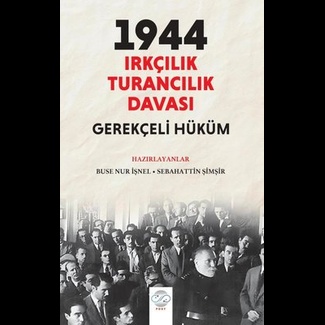 1944
IRKÇILIK
TURANCILIK
DAVASI
GEREKÇELİ HÜKÜM
HAZIRLAYANLAR
BUSE NUR İŞNEL • SEBAHATTİN ŞİMŞİR